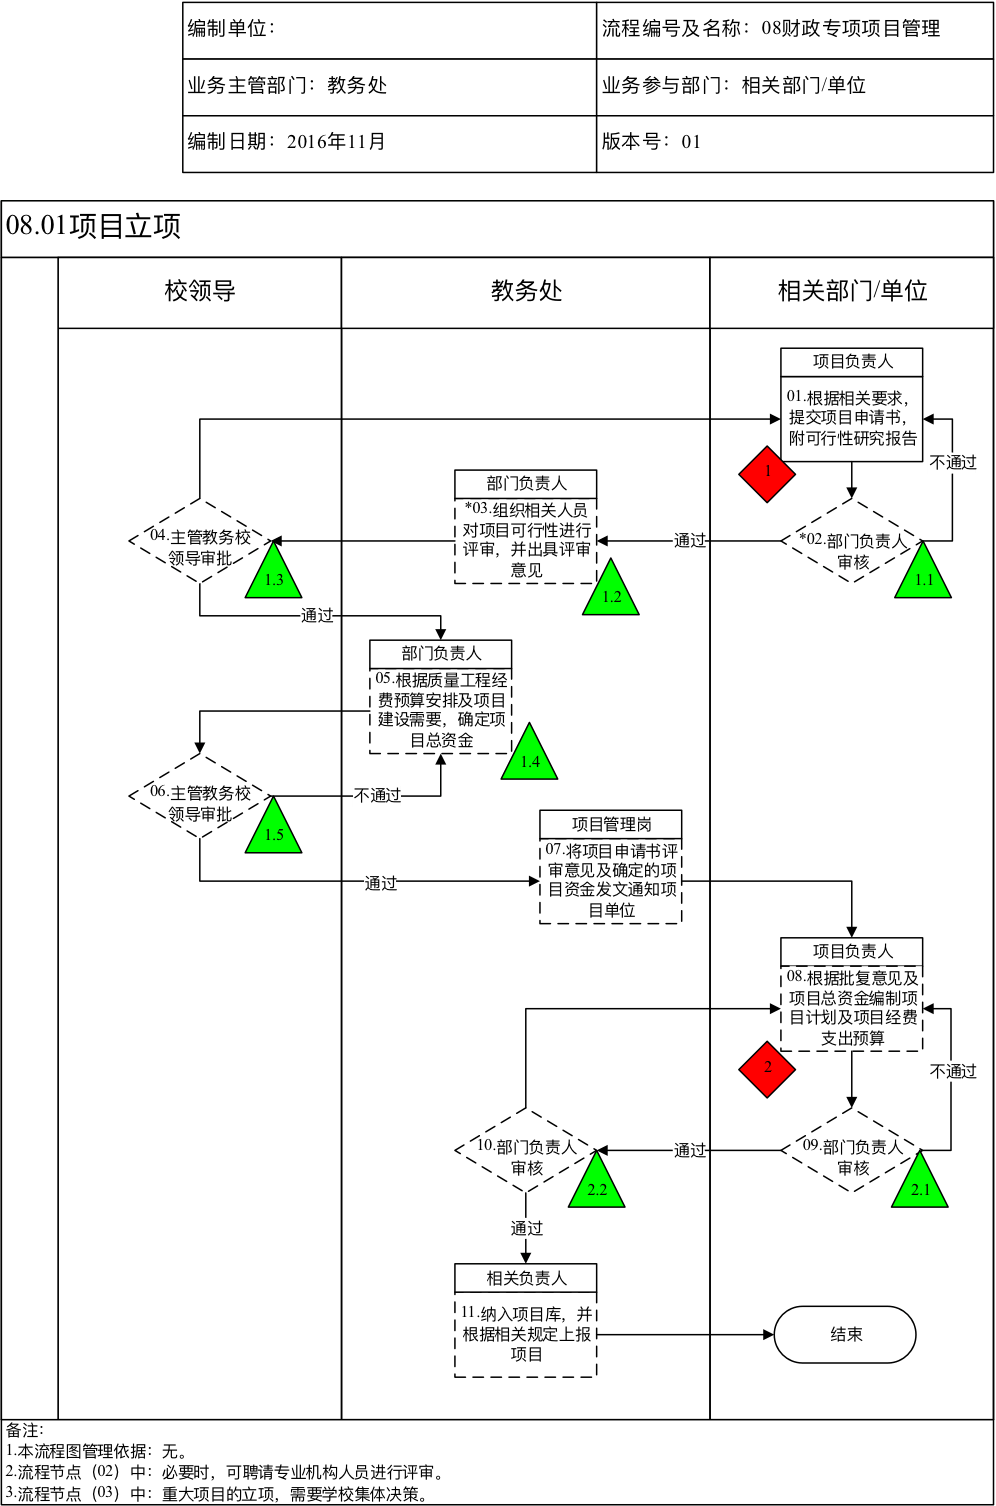 编制单位：
流程编号及名称：08财政专项项目管理
业务主管部门：教务处
业务参与部门：相关部门/单位
编制日期：2016年11月
版本号：01
08.01项目立项
校领导
教务处
相关部门/单位
项目负责人
01.根据相关要求，
提交项目申请书，
附可行性研究报告
不通过
1
*02.部门负责人
审核
1.1
通过
部门负责人
*03.组织相关人员
对项目可行性进行
评审，并出具评审
意见
1.2
04.主管教务校
领导审批
1.3
通过
部门负责人
05.根据质量工程经
费预算安排及项目
建设需要，确定项
目总资金
1.4
06.主管教务校
领导审批
1.5
不通过
通过
项目管理岗
07.将项目申请书评
审意见及确定的项
目资金发文通知项
目单位
项目负责人
08.根据批复意见及
项目总资金编制项
目计划及项目经费
支出预算
不通过
2
09.部门负责人
审核
2.1
通过
10.部门负责人
审核
2.2
通过
相关负责人
11.纳入项目库，并
根据相关规定上报
项目
结束
备注：
1.本流程图管理依据：无。
2.流程节点（02）中：必要时，可聘请专业机构人员进行评审。
3.流程节点（03）中：重大项目的立项，需要学校集体决策。